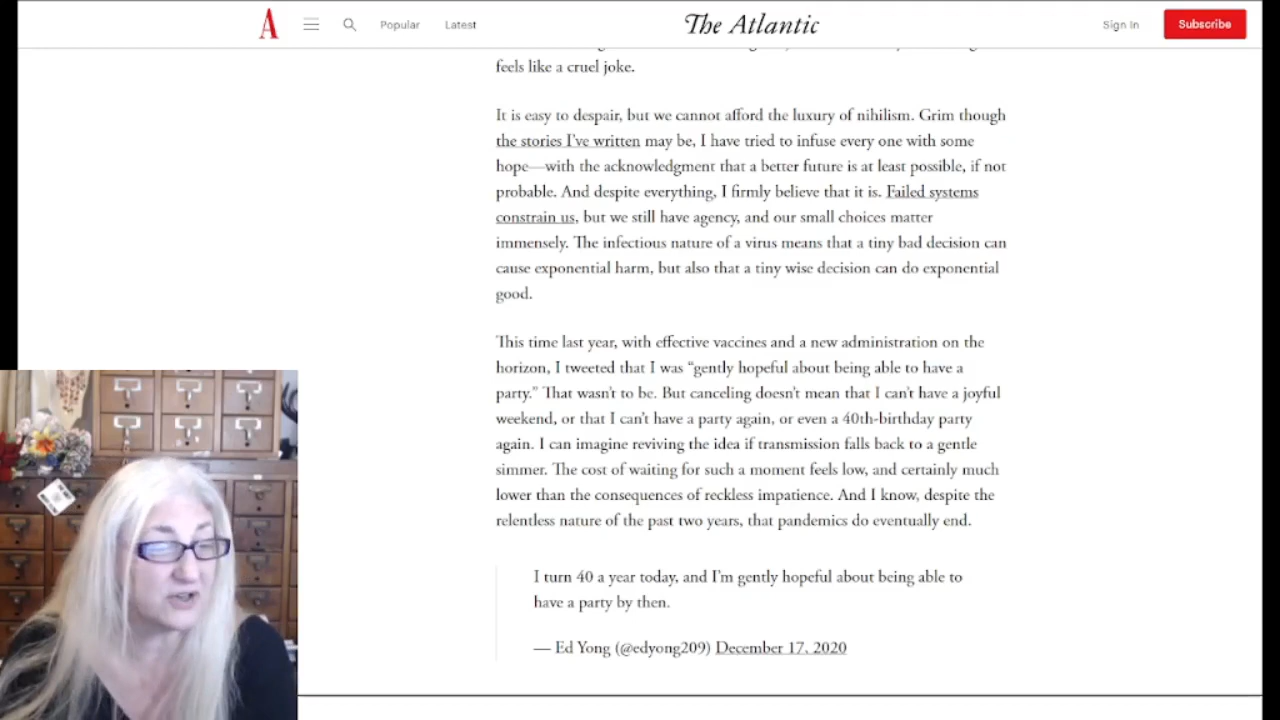 A
Popular
Latest
The Atlantic
Sign In
Subscribe
feels like a cruel joke.
It is easy to despair, but we cannot afford the luxury of nihilism. Grim though
the stories I've written may be, I have tried to infuse every one with some
hope—with the acknowledgment that a better future is at least possible, if not
probable. And despite everything, I firmly believe that it is. Failed systems
constrain us, but we still have agency, and our small choices matter
immensely. The infectious nature of a virus means that a tiny bad decision can
cause exponential harm, but also that a tiny wise decision can do exponential
good.
This time last year, with effective vaccines and a new administration on the
horizon, I tweeted that I was “gently hopeful about being able to have a
party.” That wasn't to be. But canceling doesn't mean that I can't have a joyful
weekend, or that I can't have a party again, or even a 40th-birthday party
again. I can imagine reviving the idea if transmission falls back to a gentle
simmer. The cost of waiting for such a moment feels low, and certainly much
lower than the consequences of reckless impatience. And I know, despite the
relentless nature of the past two years, that pandemics do eventually end.
I turn 40 a year today, and I'm gently hopeful about being able to
have a party by then.
— Ed Yong (@edyong209) December 17, 2020